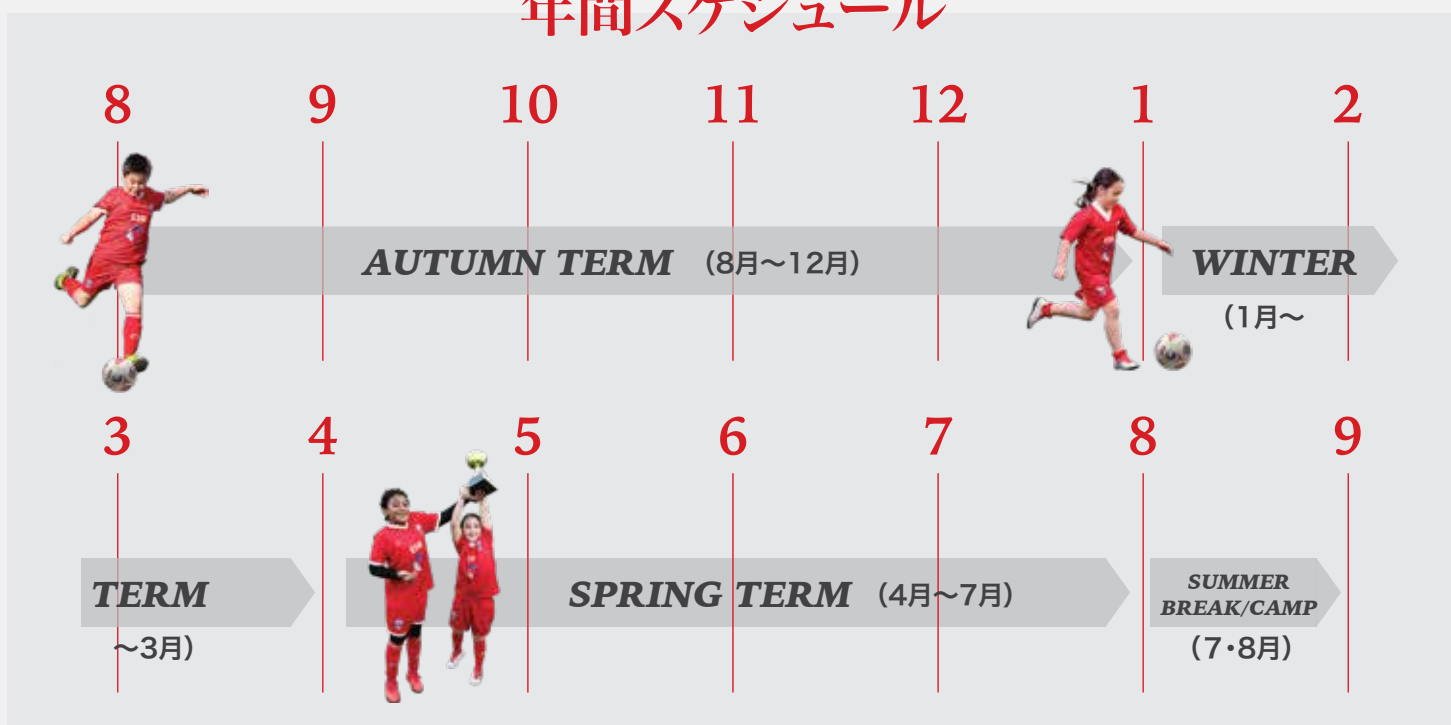 年間スケジュール
8 9 10 11 12 1 2
AUTUMN TERM (8月〜12月)
WINTER
(1月〜
3 4 5 6 7 8 9
TERM
〜3月)
SPRING TERM (4月〜7月)
SUMMER
BREAK/CAMP
(7・8月)